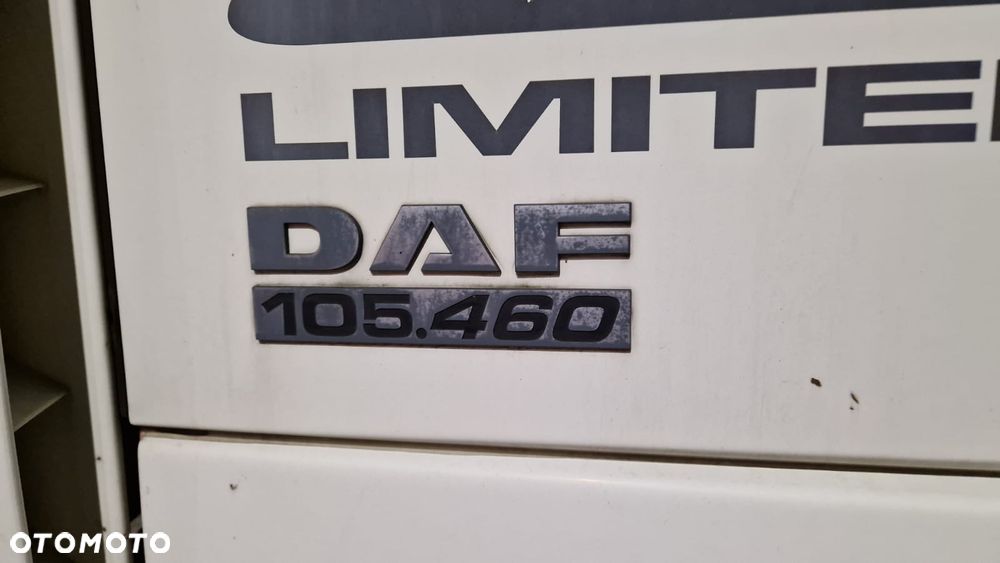 LIMITE
DAF
105.460
OTOMOTO